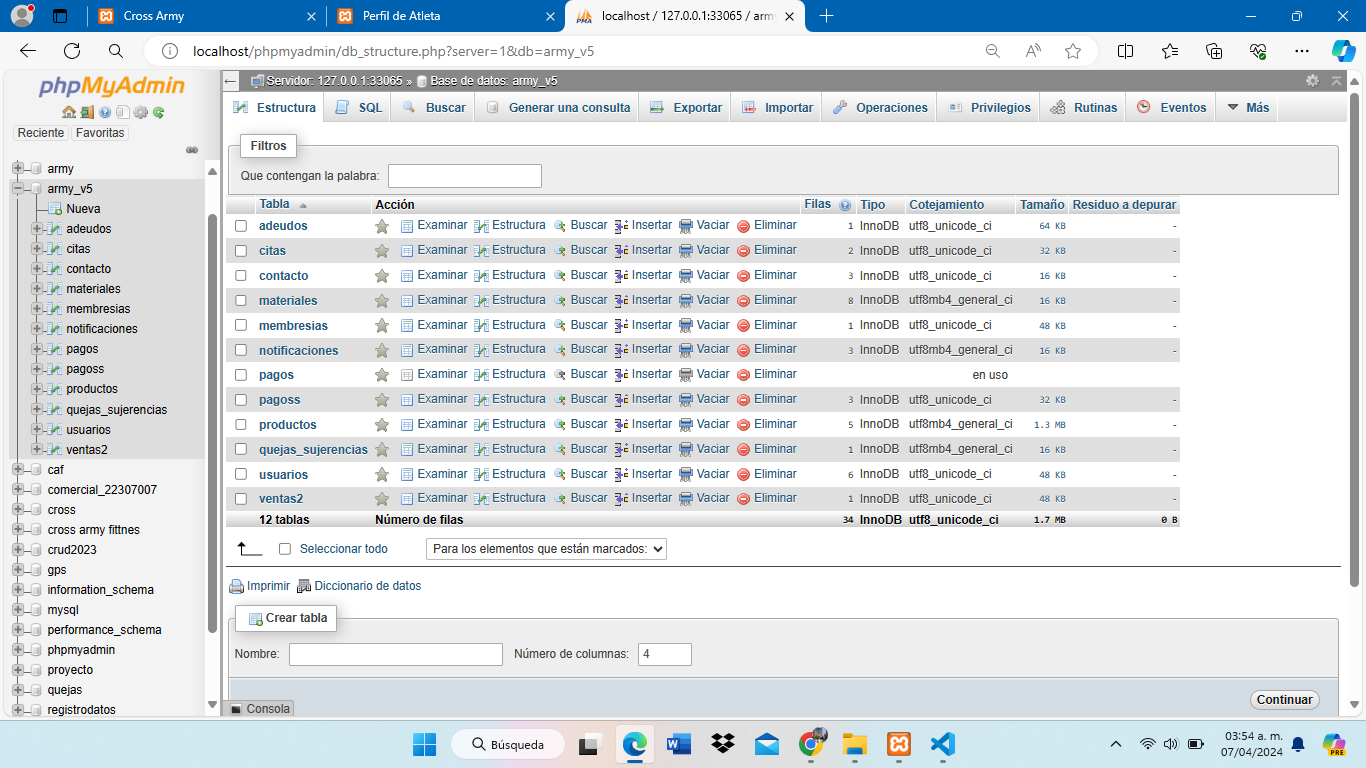 Cross Army
Perfil de Atleta
localhost / 127.0.0.1:33065 / arm
localhost/phpmyadmin/db_structure.php?server=1&db=army_v5
phpMyAdmin
Reciente Favoritas
army
army_v5
Nueva
adeudos
citas
contacto
materiales
membresias
notificaciones
pagos
pagoss
productos
quejas_sujerencias
usuarios
ventas2
caf
comercial_22307007
cross
cross army fittnes
crud2023
gps
information_schema
mysql
performance_schema
phpmyadmin
proyecto
quejas
registrodatos
Servidor: 127.0.0.1:33065 » Base de datos: army_v5
Estructura SQL Buscar Generar una consulta Exportar Importar Operaciones Privilegios Rutinas Eventos Más
Filtros
Que contengan la palabra:
Tabla Acción Filas Tipo Cotejamiento Tamaño Residuo a depurar
adeudos Examinar Estructura Buscar Insertar Vaciar Eliminar 1 InnoDB utf8_unicode_ci 64 KB -
citas Examinar Estructura Buscar Insertar Vaciar Eliminar 2 InnoDB utf8_unicode_ci 32 KB -
contacto Examinar Estructura Buscar Insertar Vaciar Eliminar 3 InnoDB utf8_unicode_ci 16 KB -
materiales Examinar Estructura Buscar Insertar Vaciar Eliminar 8 InnoDB utf8mb4_general_ci 16 KB -
membresias Examinar Estructura Buscar Insertar Vaciar Eliminar 1 InnoDB utf8_unicode_ci 48 KB -
notificaciones Examinar Estructura Buscar Insertar Vaciar Eliminar 3 InnoDB utf8mb4_general_ci 16 KB -
pagos Examinar Estructura Buscar Insertar Vaciar Eliminar en uso
pagoss Examinar Estructura Buscar Insertar Vaciar Eliminar 3 InnoDB utf8_unicode_ci 32 KB -
productos Examinar Estructura Buscar Insertar Vaciar Eliminar 5 InnoDB utf8mb4_general_ci 1.3 MB -
quejas_sujerencias Examinar Estructura Buscar Insertar Vaciar Eliminar 1 InnoDB utf8mb4_general_ci 16 KB -
usuarios Examinar Estructura Buscar Insertar Vaciar Eliminar 6 InnoDB utf8_unicode_ci 48 KB -
ventas2 Examinar Estructura Buscar Insertar Vaciar Eliminar 1 InnoDB utf8_unicode_ci 48 KB -
12 tablas Número de filas 34 InnoDB utf8_unicode_ci 1.7 MB 0 B
Seleccionar todo Para los elementos que están marcados:
Imprimir Diccionario de datos
Crear tabla
Nombre: Número de columnas: 4
Continuar
Consola
Búsqueda
03:54 a. m.
07/04/2024